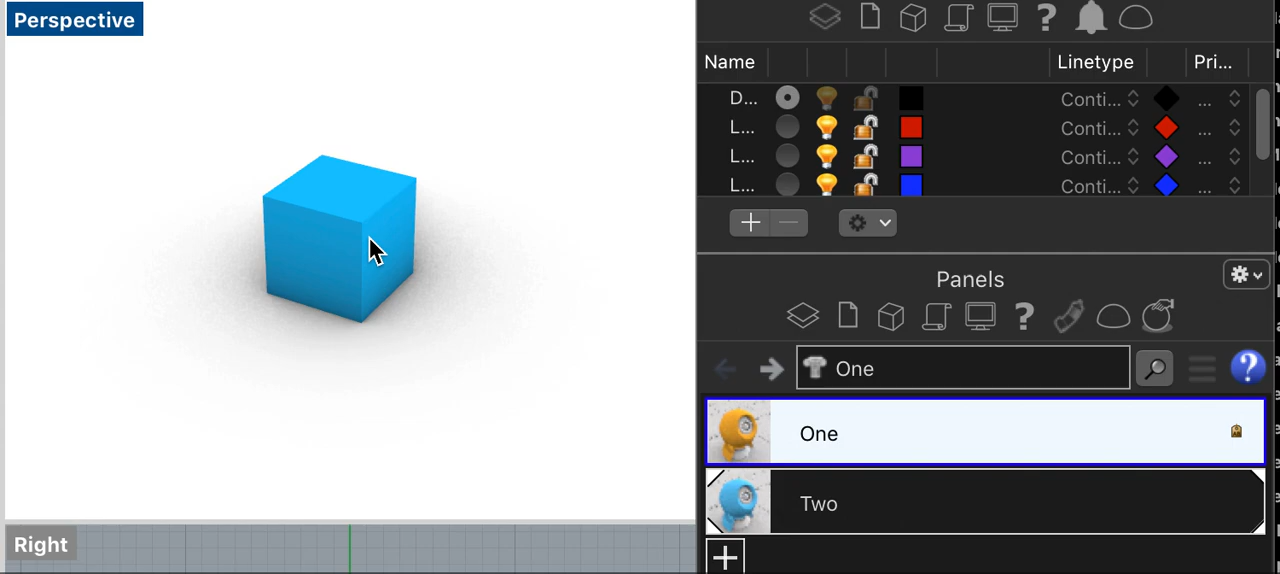 Perspective
Name Linetype Pri...
D... Conti... ...
L... Conti... ...
L... Conti... ...
L... Conti... ...
Panels
One
One
Two
Right